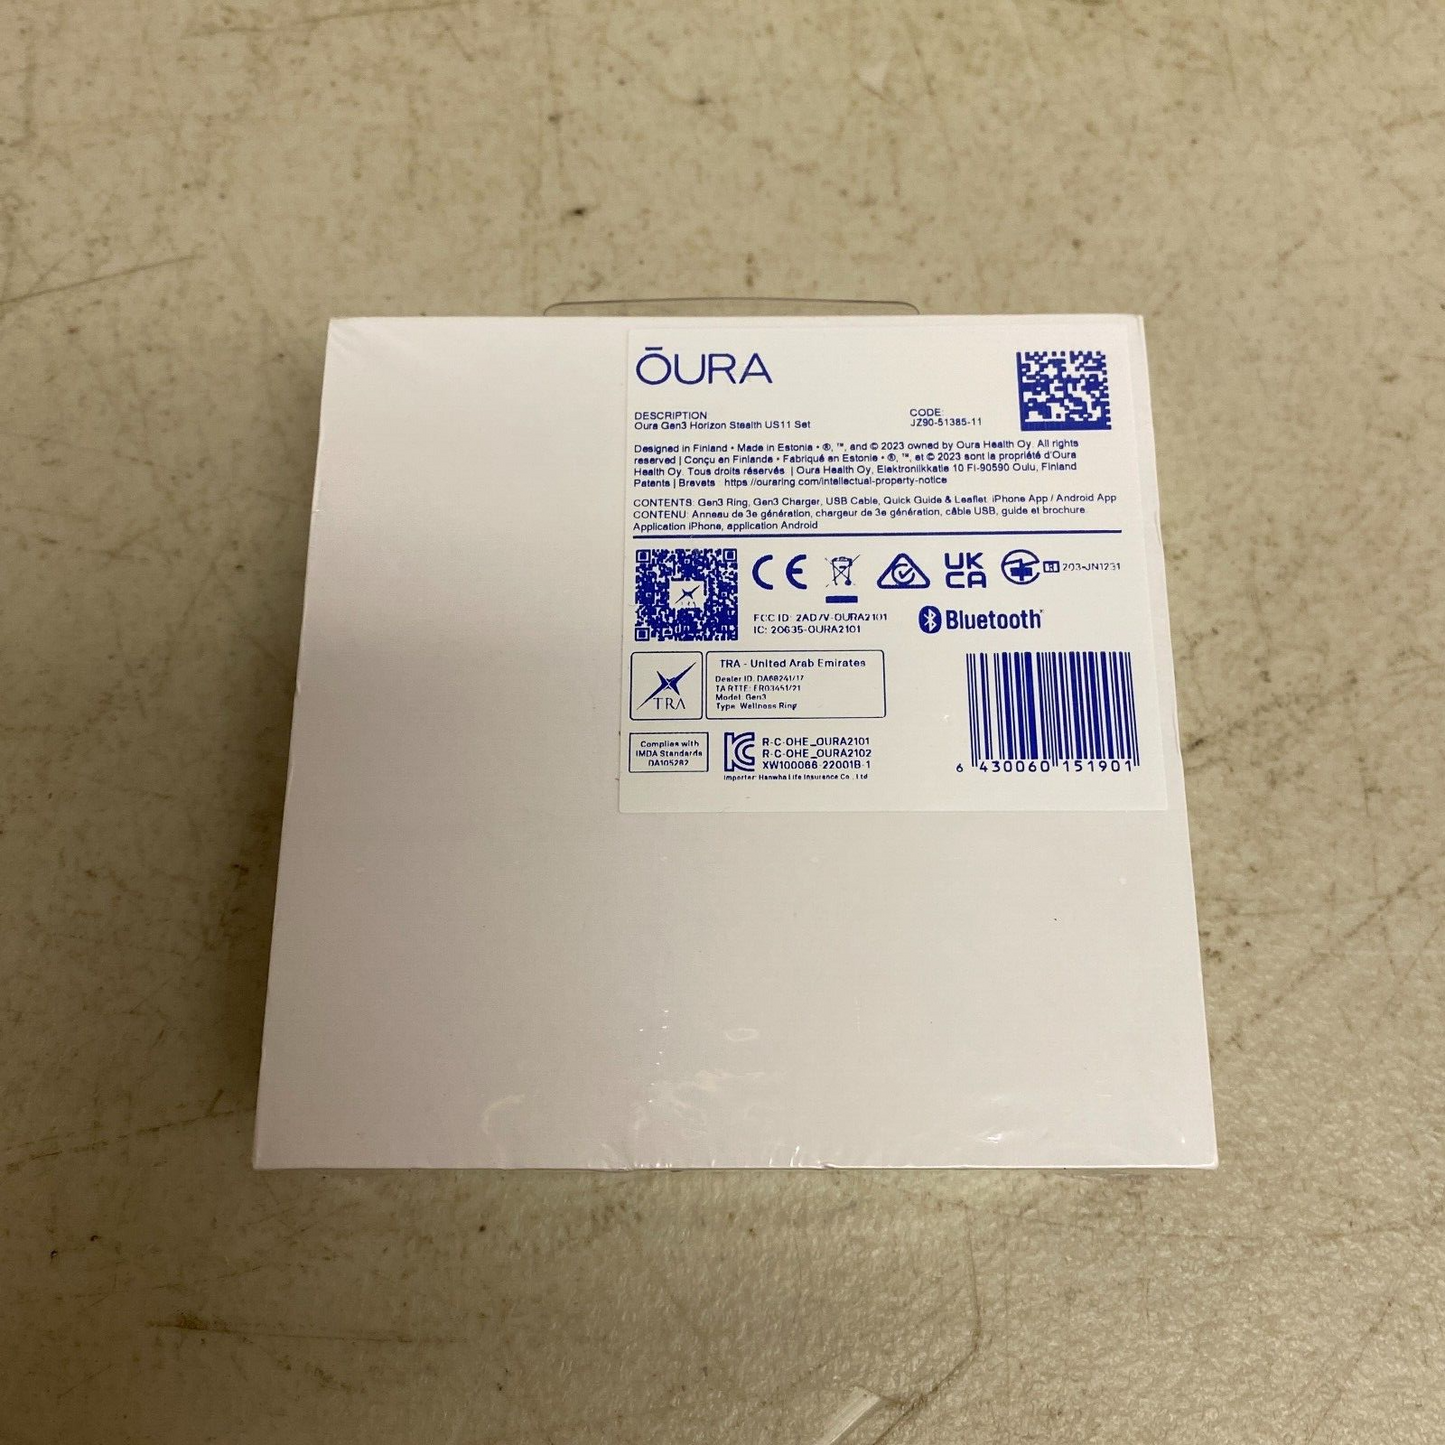 ŌURA
DESCRIPTION
Oura Gen3 Horizon Stealth US11 Set
CODE:
JZ90-51385-11
Designed in Finland • Made in Estonia • ®, ™, and © 2023 owned by Oura Health Oy. All rights
reserved | Conçu en Finlande • Fabriqué en Estonie • ®, ™, et © 2023 sont la propriété d'Oura
Health Oy. Tous droits réservés. | Oura Health Oy, Elektroniikkatie 10 FI-90590 Oulu, Finland
Patents | Brevets : https://ouraring.com/intellectual-property-notice
CONTENTS: Gen3 Ring, Gen3 Charger, USB Cable, Quick Guide & Leaflet. iPhone App / Android App
CONTENU: Anneau de 3e génération, chargeur de 3e génération, câble USB, guide et brochure.
Application iPhone, application Android
CE
UK
CA
R 203-JN1231
FCC ID: 2AD7V-OURA2101
IC: 20635-OURA2101
Bluetooth
TRA
TRA - United Arab Emirates
Dealer ID: DA68241/17
TA RTTE: ER03451/21
Model: Gen3
Type: Wellness Ring
Complies with
IMDA Standards
DA105282
R-C-OHE_OURA2101
R-C-OHE_OURA2102
XW100066-22001B-1
Importer: Hanwha Life Insurance Co., Ltd
6 430060 151901